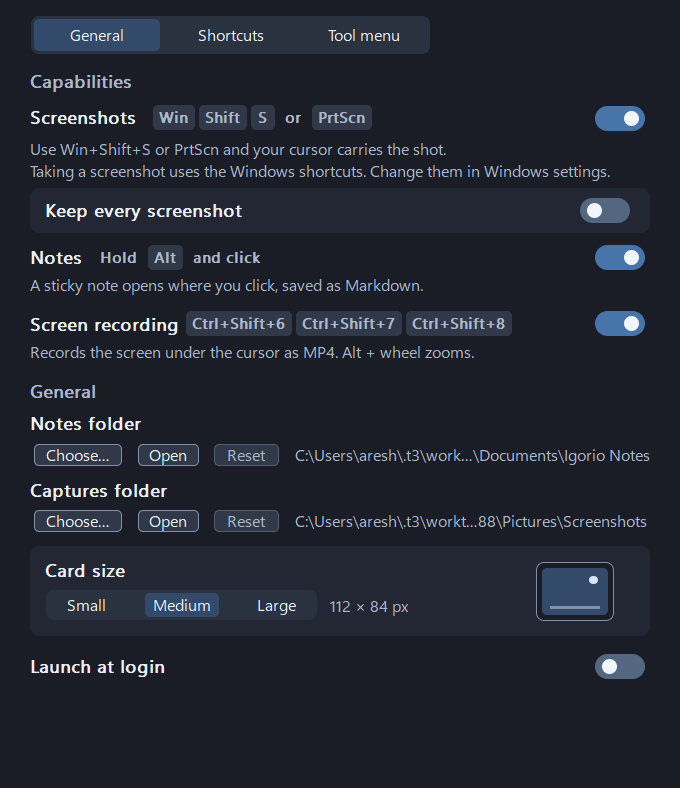 General Shortcuts Tool menu
Capabilities
Screenshots Win Shift S or PrtScn
Use Win+Shift+S or PrtScn and your cursor carries the shot.
Taking a screenshot uses the Windows shortcuts. Change them in Windows settings.
Keep every screenshot
Notes Hold Alt and click
A sticky note opens where you click, saved as Markdown.
Screen recording Ctrl+Shift+6 Ctrl+Shift+7 Ctrl+Shift+8
Records the screen under the cursor as MP4. Alt + wheel zooms.
General
Notes folder
Choose... Open Reset C:\Users\aresh\.t3\work...\Documents\Igorio Notes
Captures folder
Choose... Open Reset C:\Users\aresh\.t3\workt...88\Pictures\Screenshots
Card size
Small Medium Large 112 × 84 px
Launch at login